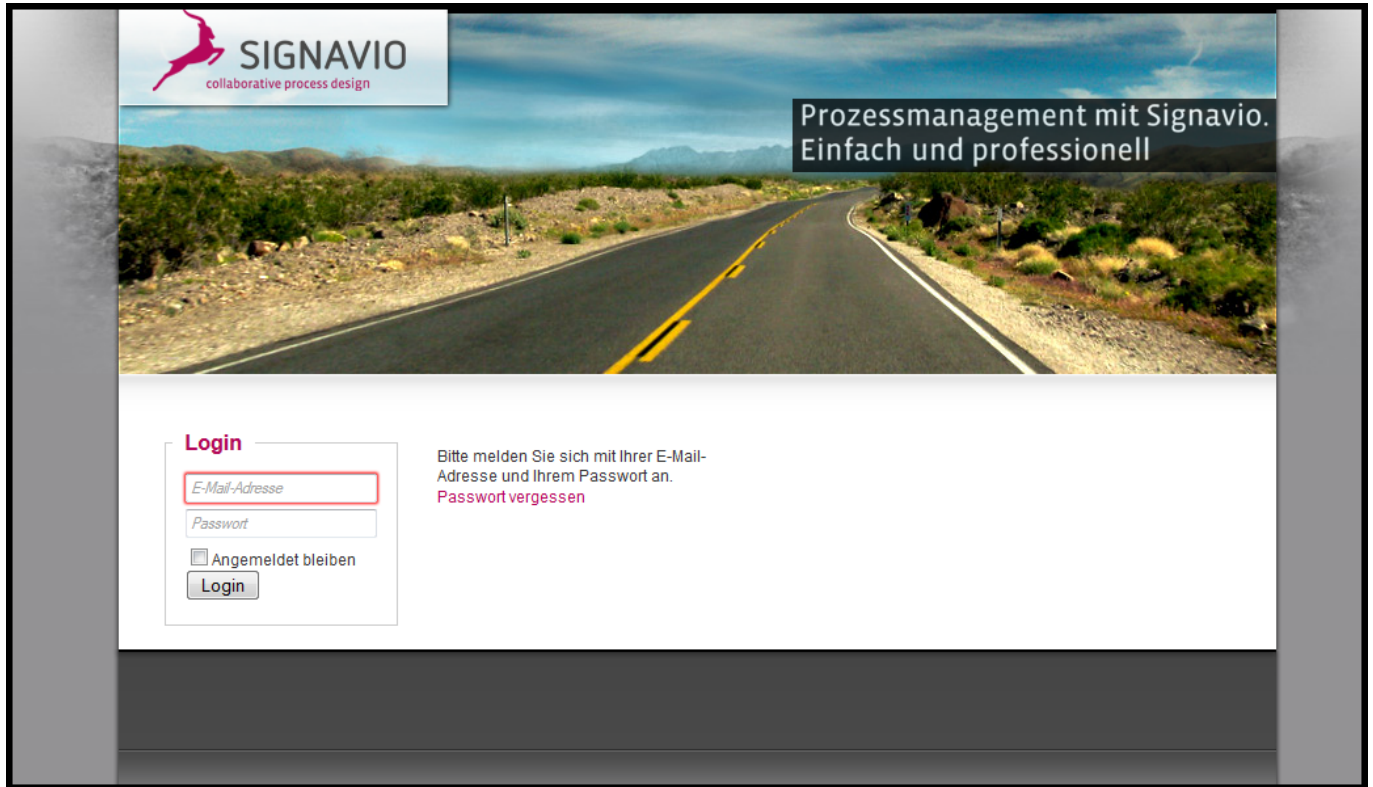 SIGNAVIO
collaborative process design
Prozessmanagement mit Signavio.
Einfach und professionell
Login
E-Mail-Adresse
Passwort
Angemeldet bleiben
Login
Bitte melden Sie sich mit Ihrer E-Mail-
Adresse und Ihrem Passwort an.
Passwort vergessen